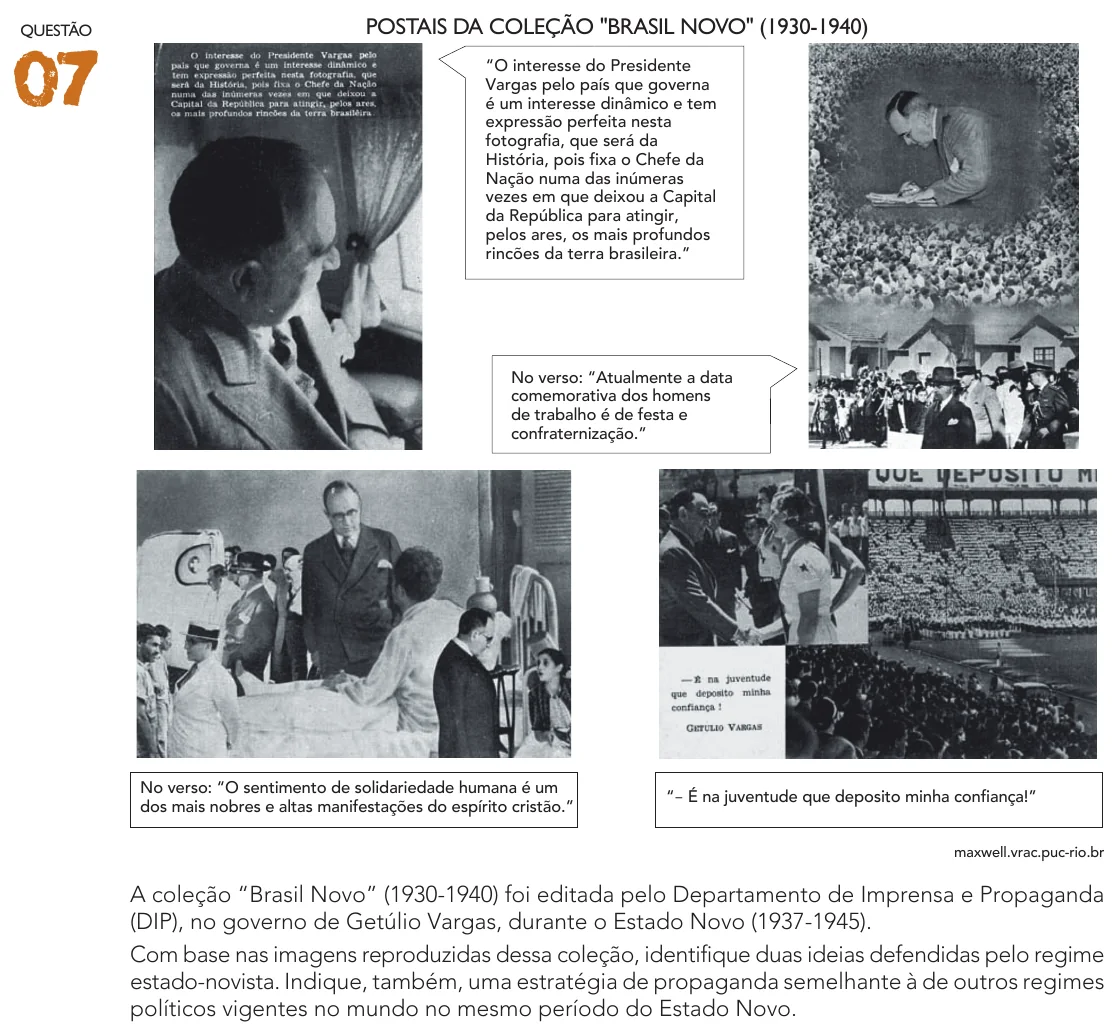 QUESTÃO
07
POSTAIS DA COLEÇÃO "BRASIL NOVO" (1930-1940)
O interesse do Presidente Vargas pelo
país que governa é um interesse dinâmico e
tem expressão perfeita nesta fotografia, que
será da História, pois fixa o Chefe da Nação
numa das inúmeras vezes em que deixou a
Capital da República para atingir, pelos ares,
os mais profundos rincões da terra brasileira
“O interesse do Presidente
Vargas pelo país que governa
é um interesse dinâmico e tem
expressão perfeita nesta
fotografia, que será da
História, pois fixa o Chefe da
Nação numa das inúmeras
vezes em que deixou a Capital
da República para atingir,
pelos ares, os mais profundos
rincões da terra brasileira.”
No verso: “Atualmente a data
comemorativa dos homens
de trabalho é de festa e
confraternização.”
QUE DEPOSITO MI
—É na juventude
que deposito minha
confiança !
GETULIO VARGAS
No verso: “O sentimento de solidariedade humana é um
dos mais nobres e altas manifestações do espírito cristão.”
“– É na juventude que deposito minha confiança!”
maxwell.vrac.puc-rio.br
A coleção “Brasil Novo” (1930-1940) foi editada pelo Departamento de Imprensa e Propaganda
(DIP), no governo de Getúlio Vargas, durante o Estado Novo (1937-1945).
Com base nas imagens reproduzidas dessa coleção, identifique duas ideias defendidas pelo regime
estado-novista. Indique, também, uma estratégia de propaganda semelhante à de outros regimes
políticos vigentes no mundo no mesmo período do Estado Novo.